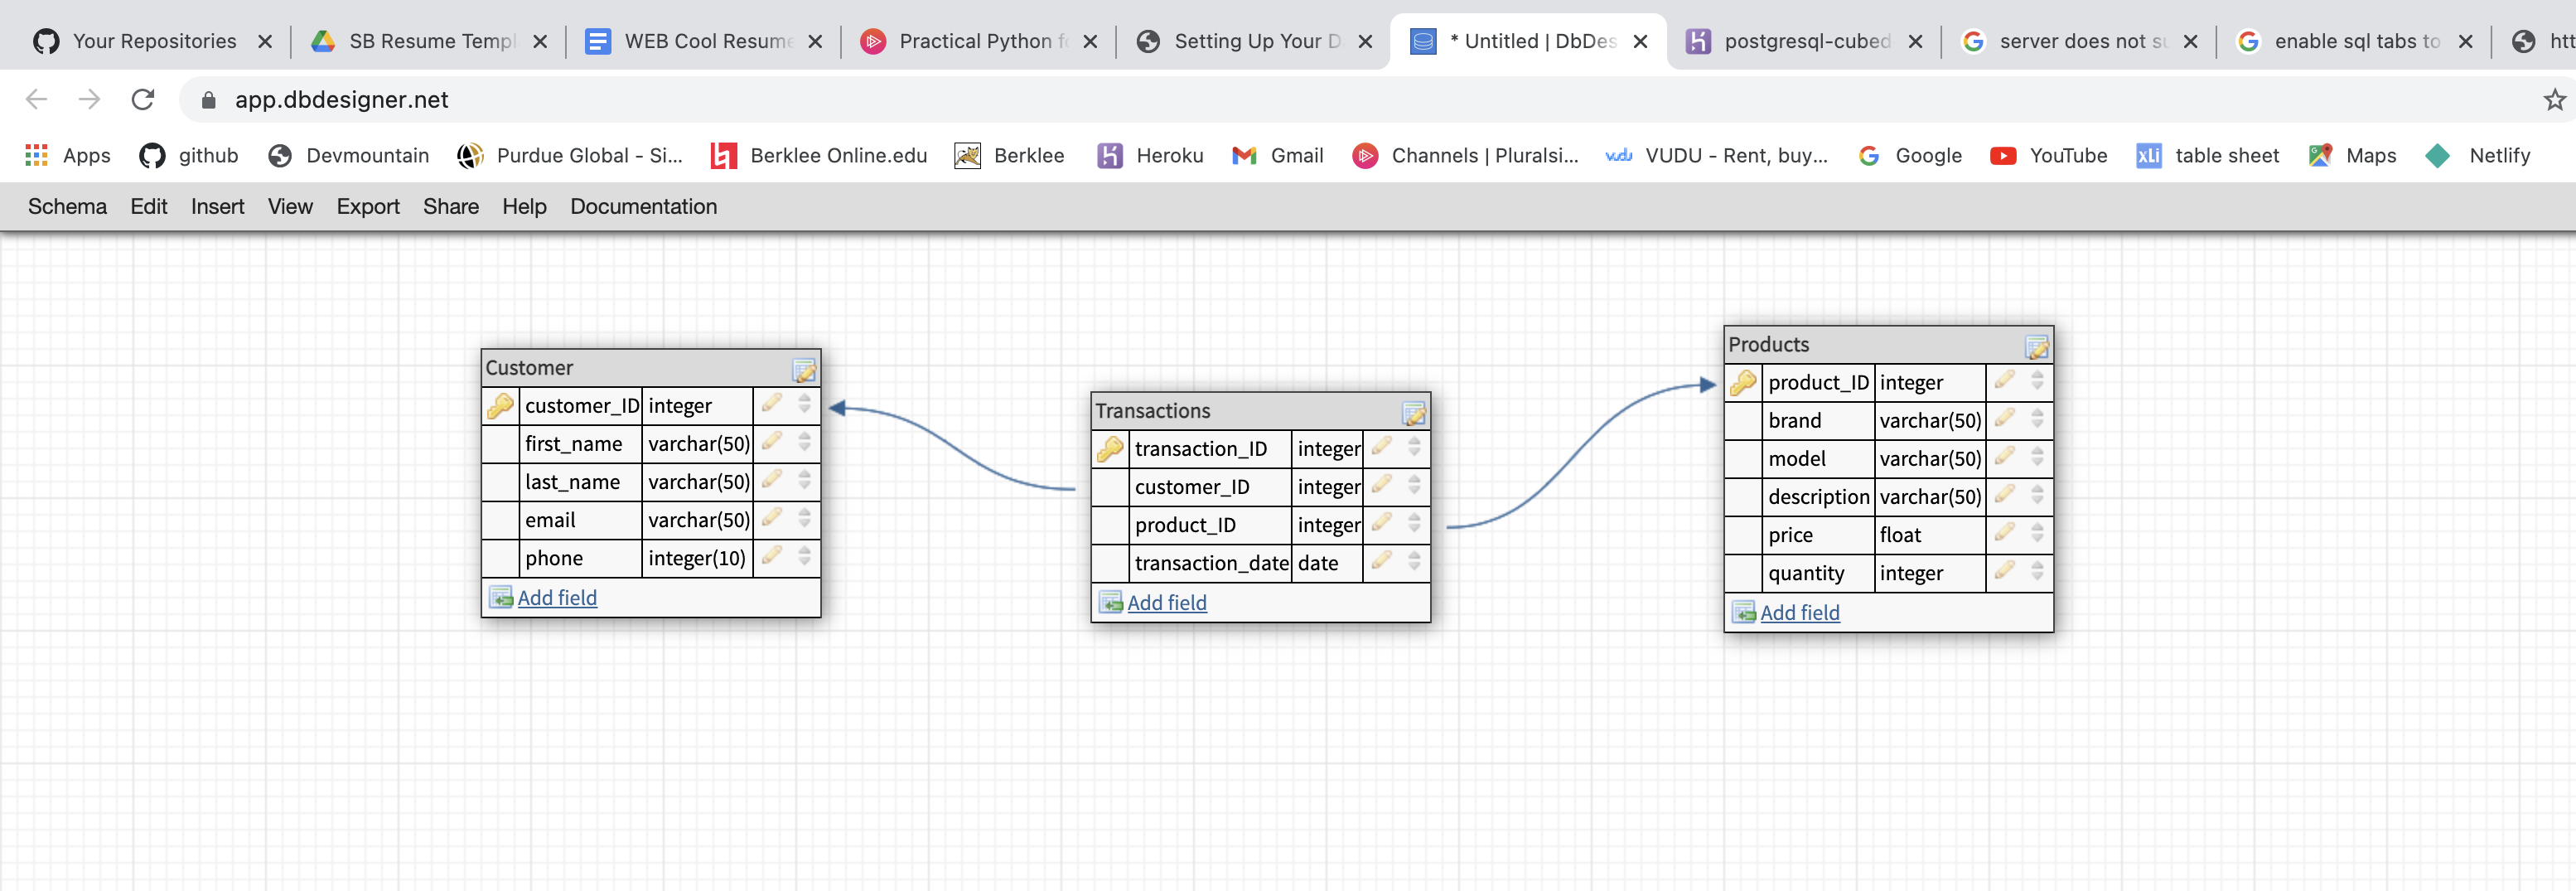 Your Repositories SB Resume Templ WEB Cool Resume Practical Python f Setting Up Your D * Untitled | DbDes postgresql-cubed server does not su enable sql tabs to htt
app.dbdesigner.net
Apps github Devmountain Purdue Global - Si... Berklee Online.edu Berklee Heroku Gmail Channels | Pluralsi... vudu VUDU - Rent, buy... Google YouTube xli table sheet Maps Netlify
Schema Edit Insert View Export Share Help Documentation
Customer
customer_ID integer
first_name varchar(50)
last_name varchar(50)
email varchar(50)
phone integer(10)
Add field
Transactions
transaction_ID integer
customer_ID integer
product_ID integer
transaction_date date
Add field
Products
product_ID integer
brand varchar(50)
model varchar(50)
description varchar(50)
price float
quantity integer
Add field